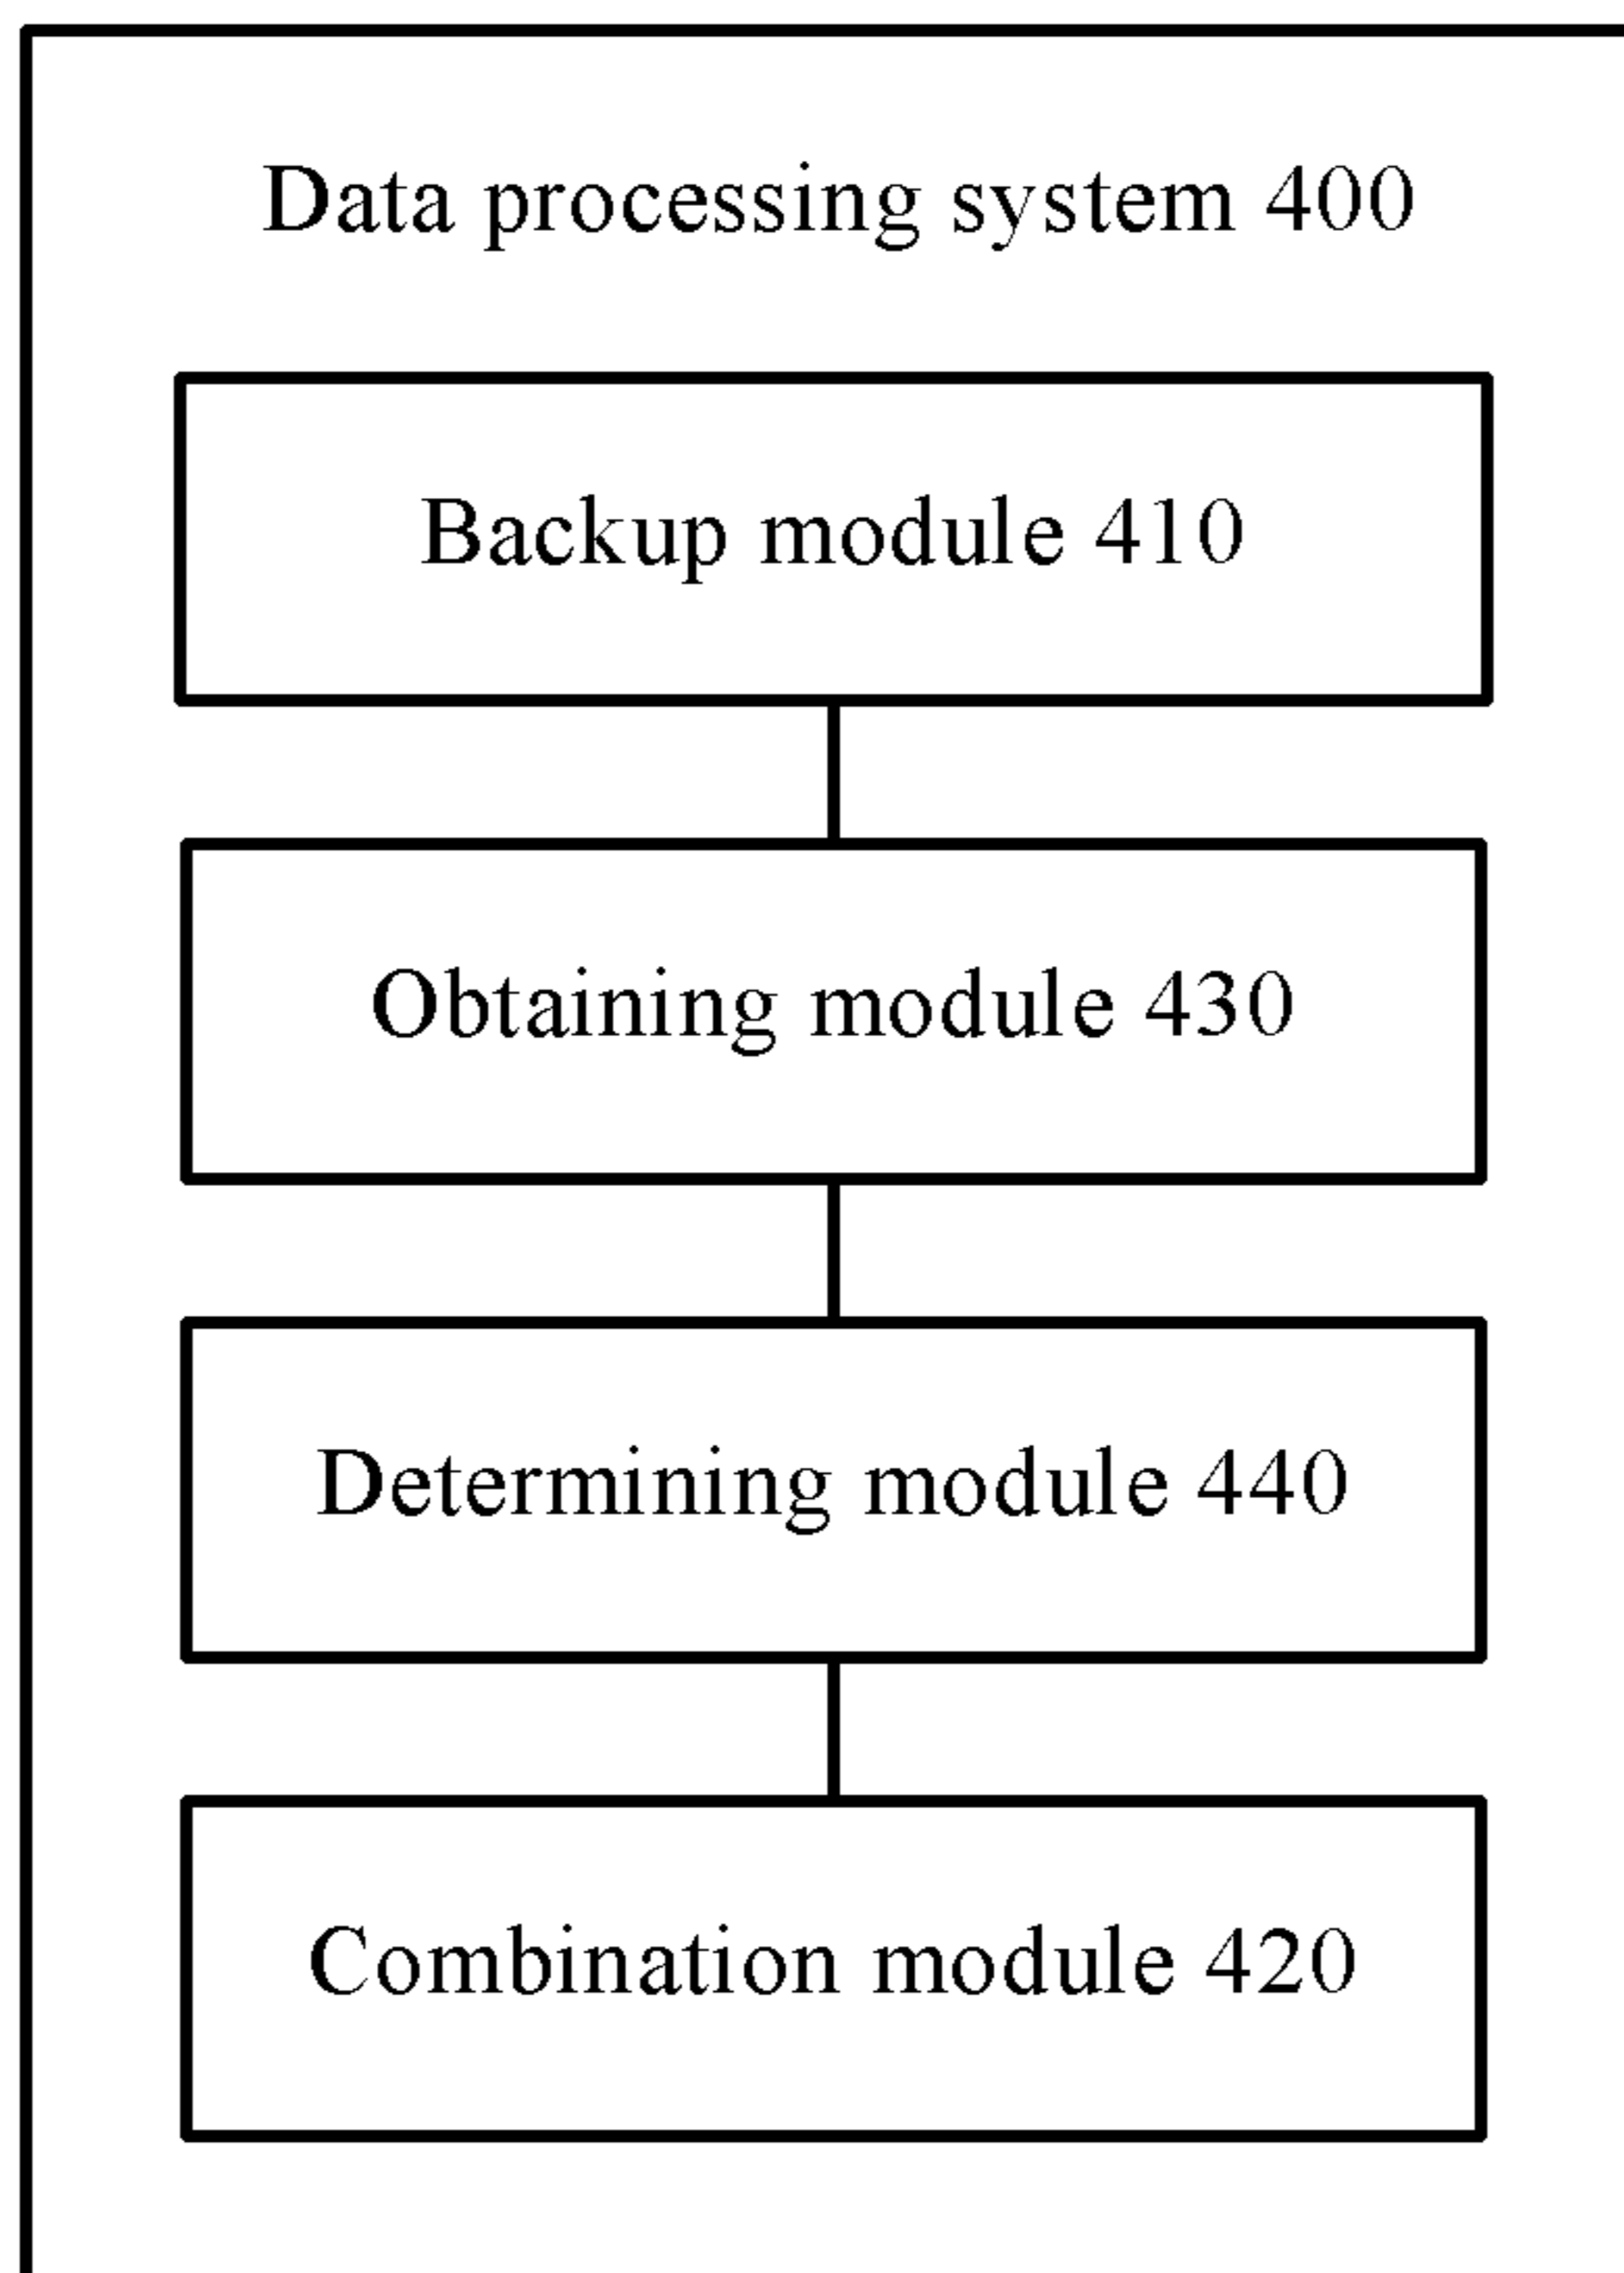 Data processing system 400
Backup module 410
Obtaining module 430
Determining module 440
Combination module 420